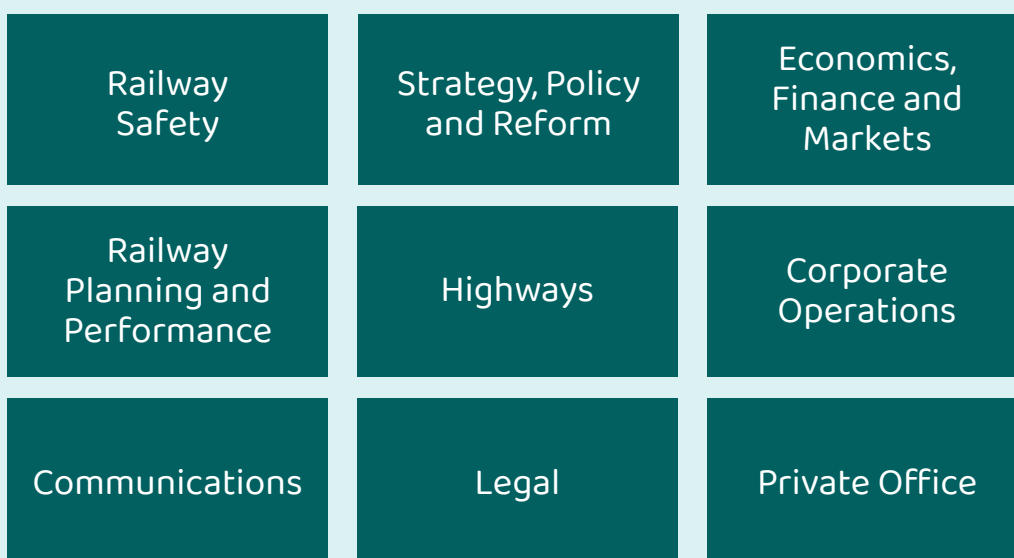 Railway
Safety
Strategy, Policy
and Reform
Economics,
Finance and
Markets
Railway
Planning and
Performance
Highways
Corporate
Operations
Communications
Legal
Private Office